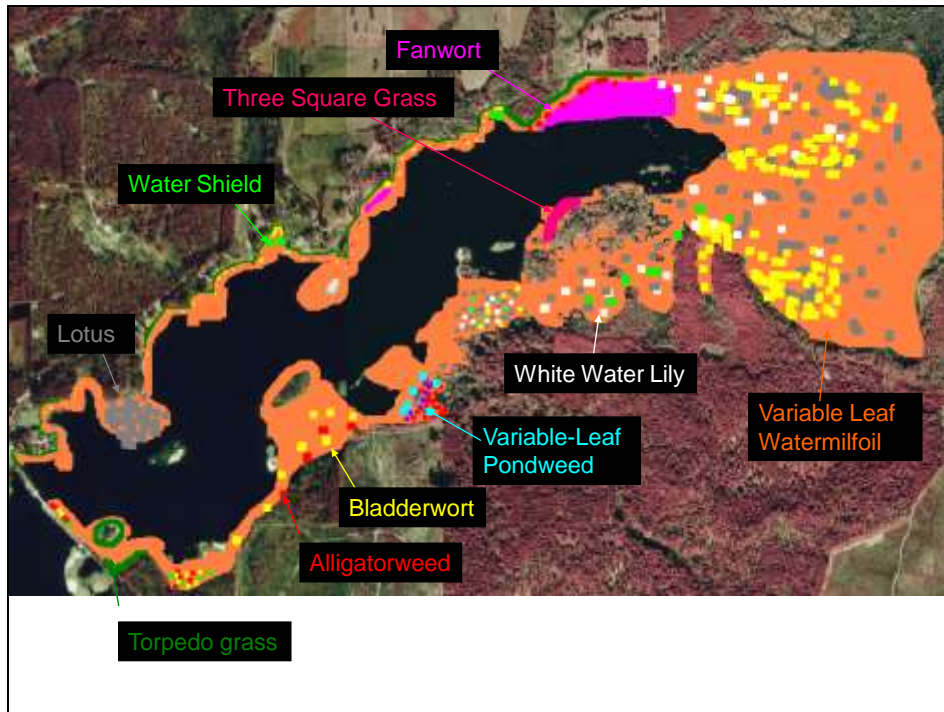 Fanwort
Three Square Grass
Water Shield
Lotus
White Water Lily
Variable Leaf
Watermilfoil
Variable-Leaf
Pondweed
Bladderwort
Alligatorweed
Torpedo grass